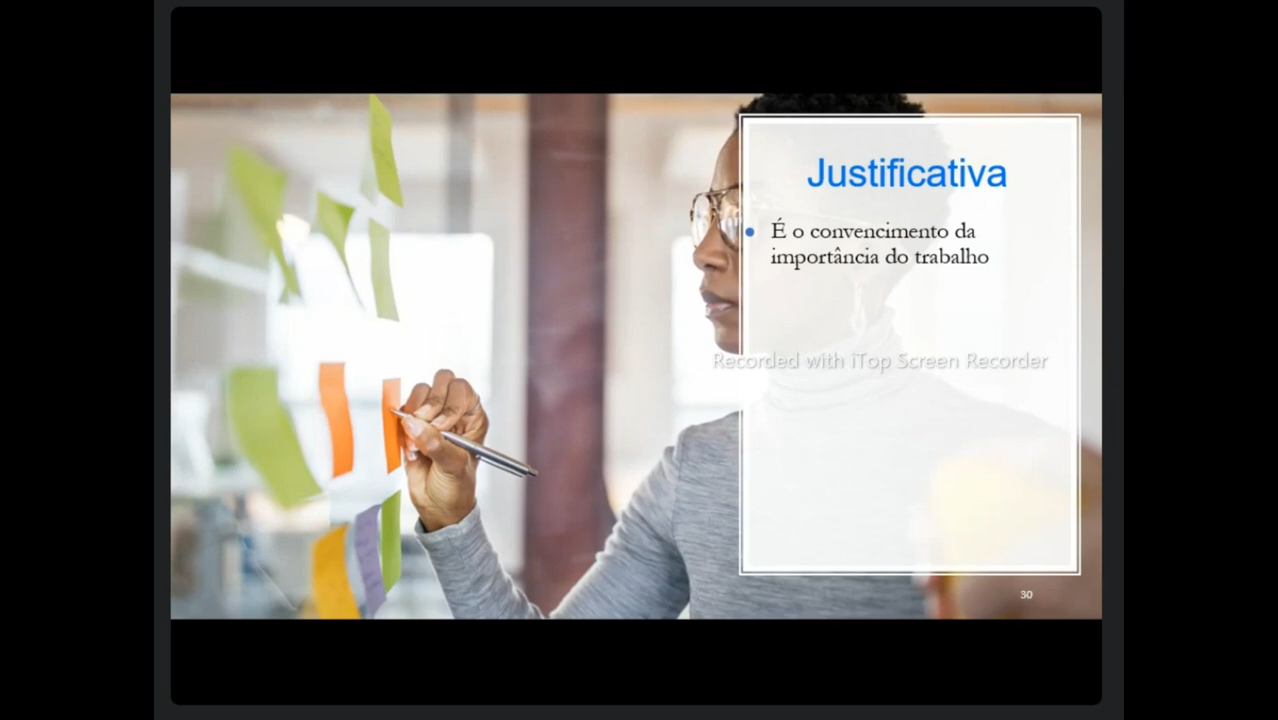 Justificativa
É o convencimento da
importância do trabalho
Recorded with iTop Screen Recorder
30